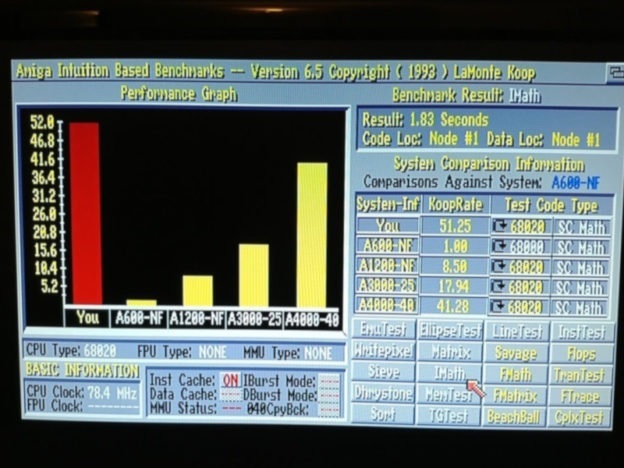 Amiga Intuition Based Benchmarks -- Version 6.5 Copyright ( 1993 ) LaMonte Koop
Performance Graph
52.0
46.8
41.6
36.4
31.2
26.0
20.8
15.6
10.4
5.2
You A600-NF A1200-NF A3000-25 A4000-40
CPU Type: 68020 FPU Type: NONE MMU Type: NONE
BASIC INFORMATION
CPU Clock: 78.4 MHz
FPU Clock: -------
Inst Cache: ON IBurst Mode: ---
Data Cache: --- DBurst Mode: ---
MMU Status: --- 040CpyBck: ---
Benchmark Result: IMath
Result: 1.83 Seconds
Code Loc: Node #1 Data Loc: Node #1
System Comparison Information
Comparisons Against System: A600-NF
System-Inf KoopRate Test Code Type
You 51.25 68020 SC Math
A600-NF 1.00 68000 SC Math
A1200-NF 8.50 68020 SC Math
A3000-25 17.94 68020 SC Math
A4000-40 41.28 68020 SC Math
EmuTest EllipseTest LineTest InstTest
Writepixel Matrix Savage Flops
Sieve IMath FMath TranTest
Dhrystone MemTest FMatrix FTrace
Sort TGTest BeachBall CplxTest